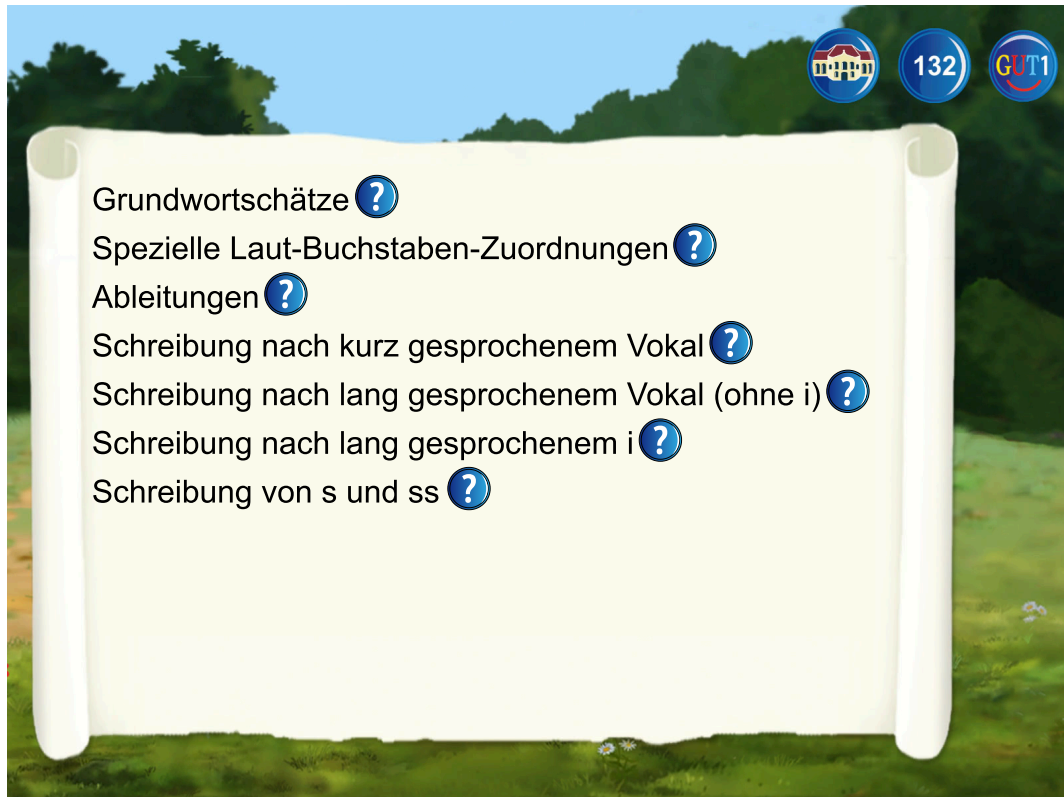 132
GUT1
Grundwortschätze ?
Spezielle Laut-Buchstaben-Zuordnungen ?
Ableitungen ?
Schreibung nach kurz gesprochenem Vokal ?
Schreibung nach lang gesprochenem Vokal (ohne i) ?
Schreibung nach lang gesprochenem i ?
Schreibung von s und ss ?